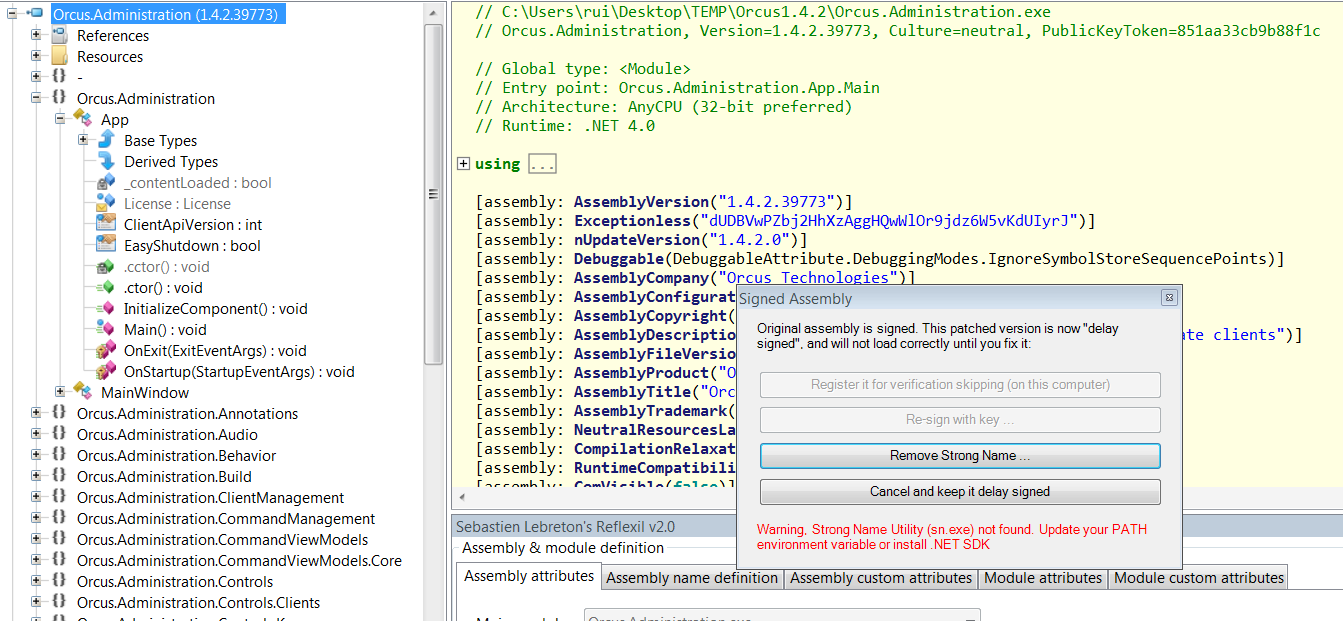 Orcus.Administration (1.4.2.39773)
References
Resources
-
Orcus.Administration
App
Base Types
Derived Types
_contentLoaded : bool
License : License
ClientApiVersion : int
EasyShutdown : bool
.cctor() : void
.ctor() : void
InitializeComponent() : void
Main() : void
OnExit(ExitEventArgs) : void
OnStartup(StartupEventArgs) : void
MainWindow
Orcus.Administration.Annotations
Orcus.Administration.Audio
Orcus.Administration.Behavior
Orcus.Administration.Build
Orcus.Administration.ClientManagement
Orcus.Administration.CommandManagement
Orcus.Administration.CommandViewModels
Orcus.Administration.CommandViewModels.Core
Orcus.Administration.Controls
Orcus.Administration.Controls.Clients
// C:\Users\rui\Desktop\TEMP\Orcus1.4.2\Orcus.Administration.exe
// Orcus.Administration, Version=1.4.2.39773, Culture=neutral, PublicKeyToken=851aa33cb9b88f1c
// Global type: <Module>
// Entry point: Orcus.Administration.App.Main
// Architecture: AnyCPU (32-bit preferred)
// Runtime: .NET 4.0
using ...
[assembly: AssemblyVersion("1.4.2.39773")]
[assembly: Exceptionless("dUDBVwPZbj2HhXzAggHQwWlOr9jdz6W5vKdUIyrJ")]
[assembly: nUpdateVersion("1.4.2.0")]
[assembly: Debuggable(DebuggableAttribute.DebuggingModes.IgnoreSymbolStoreSequencePoints)]
[assembly: AssemblyCompany("Orcus Technologies")]
[assembly: AssemblyConfigurat
[assembly: AssemblyCopyright(
[assembly: AssemblyDescriptio
ate clients")]
[assembly: AssemblyFileVersio
[assembly: AssemblyProduct("O
[assembly: AssemblyTitle("Orc
[assembly: AssemblyTrademark(
[assembly: NeutralResourcesLa
[assembly: CompilationRelaxat
[assembly: RuntimeCompatibili
[assembly: ComVisible(false)]
Signed Assembly
Original assembly is signed. This patched version is now "delay
signed", and will not load correctly until you fix it:
Register it for verification skipping (on this computer)
Re-sign with key ...
Remove Strong Name ...
Cancel and keep it delay signed
Warning, Strong Name Utility (sn.exe) not found. Update your PATH
environment variable or install .NET SDK
Sebastien Lebreton's Reflexil v2.0
Assembly & module definition
Assembly attributes Assembly name definition Assembly custom attributes Module attributes Module custom attributes